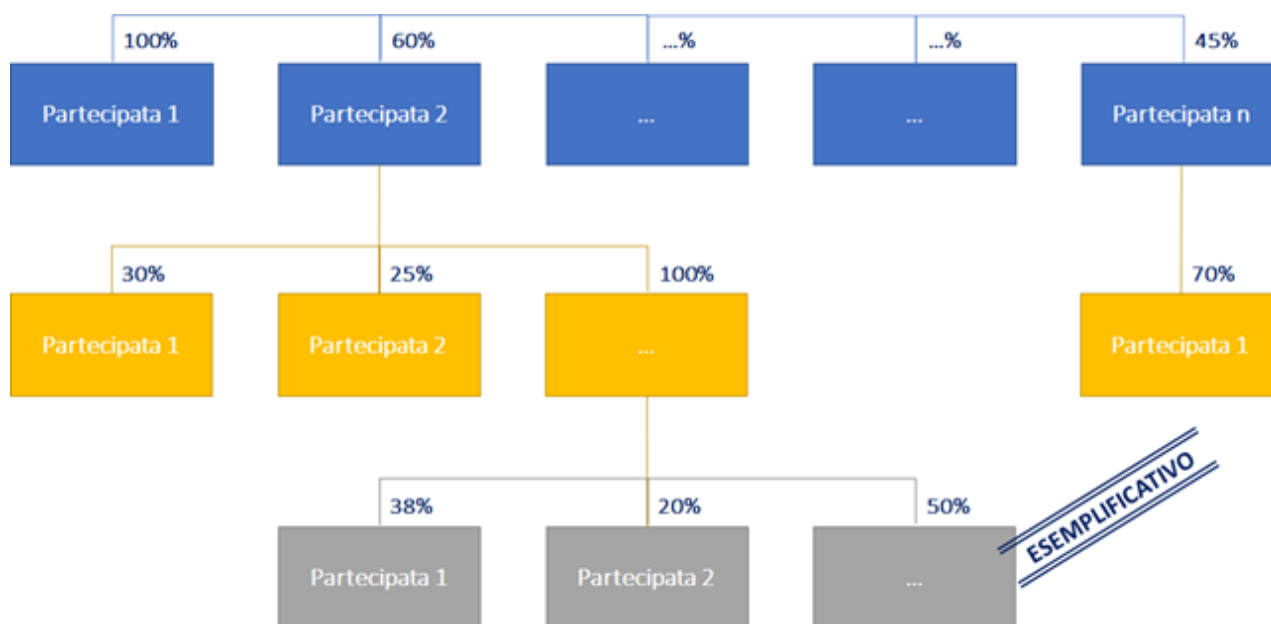 100%
60%
...%
...%
45%
Partecipata 1
Partecipata 2
...
...
Partecipata n
30%
25%
100%
70%
Partecipata 1
Partecipata 2
...
Partecipata 1
38%
20%
50%
Partecipata 1
Partecipata 2
...
ESEMPLIFICATIVO